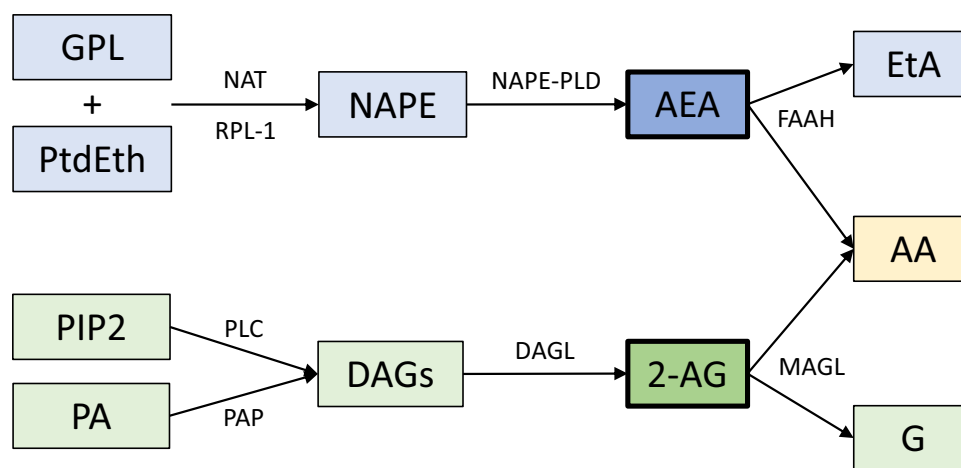 GPL
+
PtdEth
NAT
RPL-1
NAPE
NAPE-PLD
AEA
FAAH
EtA
AA
PIP2
PA
PLC
PAP
DAGs
DAGL
2-AG
MAGL
G